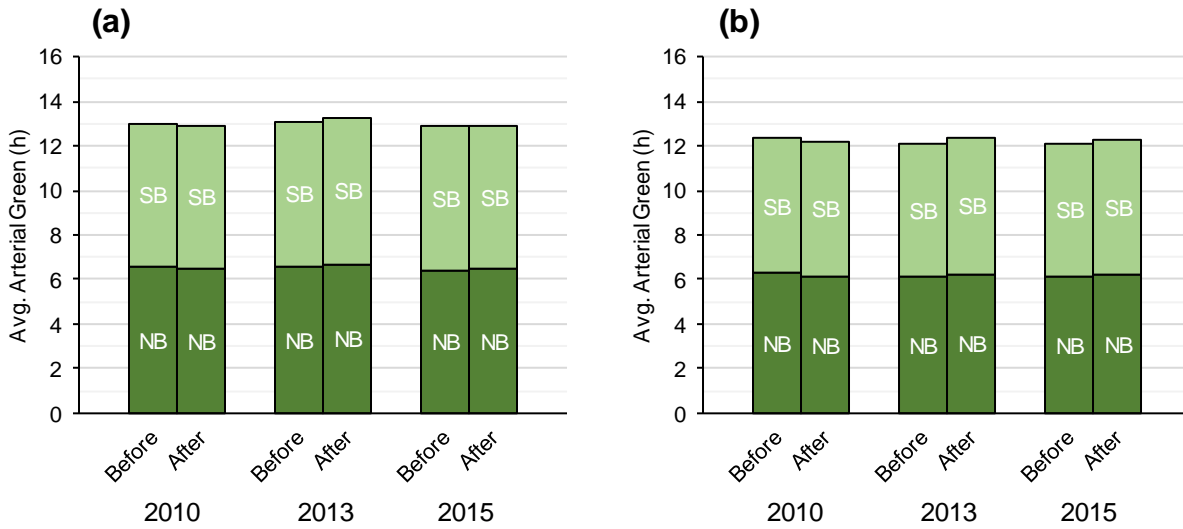 (a)
Avg. Arterial Green (h)
16
14
12
10
8
6
4
2
0
SB SB SB SB SB SB
NB NB NB NB NB NB
Before After Before After Before After
2010 2013 2015
(b)
Avg. Arterial Green (h)
16
14
12
10
8
6
4
2
0
SB SB SB SB SB SB
NB NB NB NB NB NB
Before After Before After Before After
2010 2013 2015